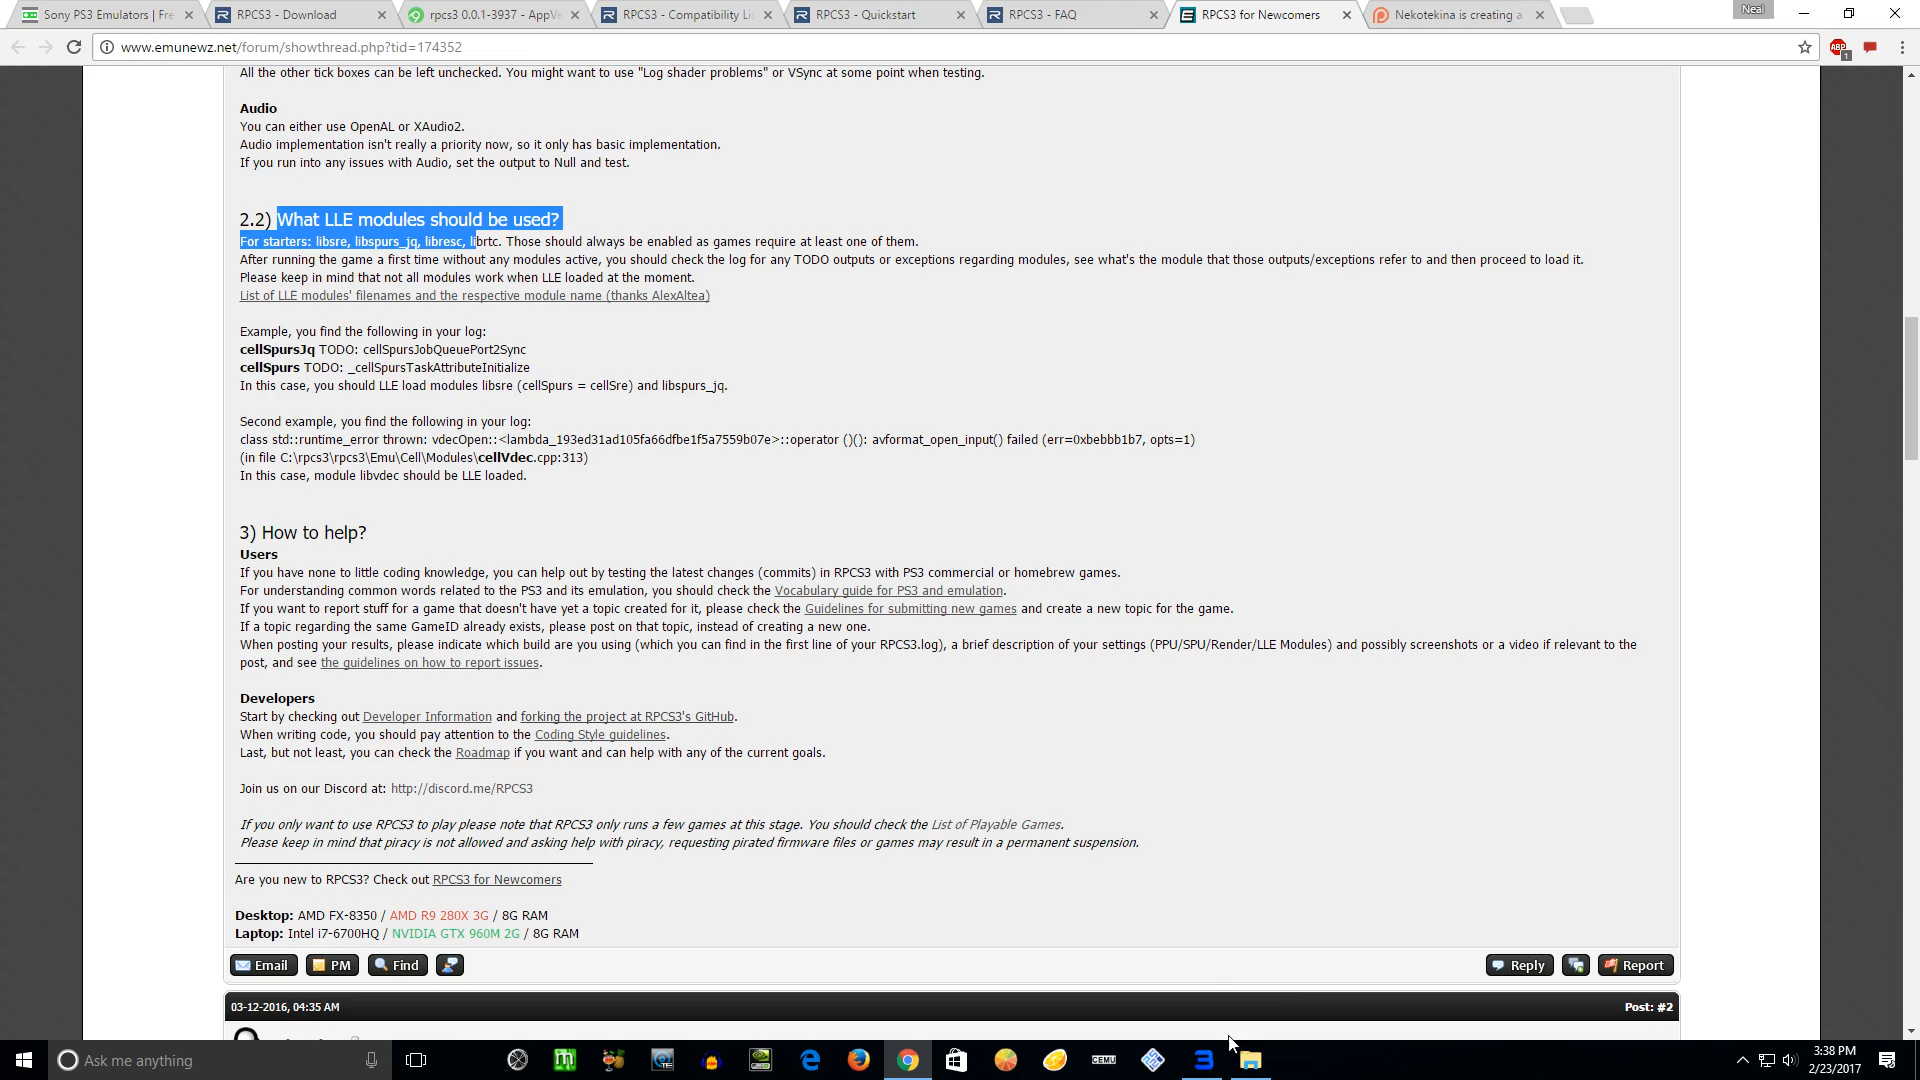 Sony PS3 Emulators | Fre
RPCS3 - Download
rpcs3 0.0.1-3937 - AppVe
RPCS3 - Compatibility Lis
RPCS3 - Quickstart
RPCS3 - FAQ
RPCS3 for Newcomers
Nekotekina is creating a
Neal
www.emunewz.net/forum/showthread.php?tid=174352
ABP
1
All the other tick boxes can be left unchecked. You might want to use "Log shader problems" or VSync at some point when testing.
Audio
You can either use OpenAL or XAudio2.
Audio implementation isn't really a priority now, so it only has basic implementation.
If you run into any issues with Audio, set the output to Null and test.
2.2) What LLE modules should be used?
For starters: libsre, libspurs_jq, libresc, librtc. Those should always be enabled as games require at least one of them.
After running the game a first time without any modules active, you should check the log for any TODO outputs or exceptions regarding modules, see what's the module that those outputs/exceptions refer to and then proceed to load it.
Please keep in mind that not all modules work when LLE loaded at the moment.
List of LLE modules' filenames and the respective module name (thanks AlexAltea)
Example, you find the following in your log:
cellSpursJq TODO: cellSpursJobQueuePort2Sync
cellSpurs TODO: _cellSpursTaskAttributeInitialize
In this case, you should LLE load modules libsre (cellSpurs = cellSre) and libspurs_jq.
Second example, you find the following in your log:
class std::runtime_error thrown: vdecOpen::<lambda_193ed31ad105fa66dfbe1f5a7559b07e>::operator ()(): avformat_open_input() failed (err=0xbebbb1b7, opts=1)
(in file C:\rpcs3\rpcs3\Emu\Cell\Modules\cellVdec.cpp:313)
In this case, module libvdec should be LLE loaded.
3) How to help?
Users
If you have none to little coding knowledge, you can help out by testing the latest changes (commits) in RPCS3 with PS3 commercial or homebrew games.
For understanding common words related to the PS3 and its emulation, you should check the Vocabulary guide for PS3 and emulation.
If you want to report stuff for a game that doesn't have yet a topic created for it, please check the Guidelines for submitting new games and create a new topic for the game.
If a topic regarding the same GameID already exists, please post on that topic, instead of creating a new one.
When posting your results, please indicate which build are you using (which you can find in the first line of your RPCS3.log), a brief description of your settings (PPU/SPU/Render/LLE Modules) and possibly screenshots or a video if relevant to the
post, and see the guidelines on how to report issues.
Developers
Start by checking out Developer Information and forking the project at RPCS3's GitHub.
When writing code, you should pay attention to the Coding Style guidelines.
Last, but not least, you can check the Roadmap if you want and can help with any of the current goals.
Join us on our Discord at: http://discord.me/RPCS3
If you only want to use RPCS3 to play please note that RPCS3 only runs a few games at this stage. You should check the List of Playable Games.
Please keep in mind that piracy is not allowed and asking help with piracy, requesting pirated firmware files or games may result in a permanent suspension.
Are you new to RPCS3? Check out RPCS3 for Newcomers
Desktop: AMD FX-8350 / AMD R9 280X 3G / 8G RAM
Laptop: Intel i7-6700HQ / NVIDIA GTX 960M 2G / 8G RAM
Email
PM
Find
Reply
Report
03-12-2016, 04:35 AM
Post: #2
Ask me anything
CEMU
3:38 PM
2/23/2017